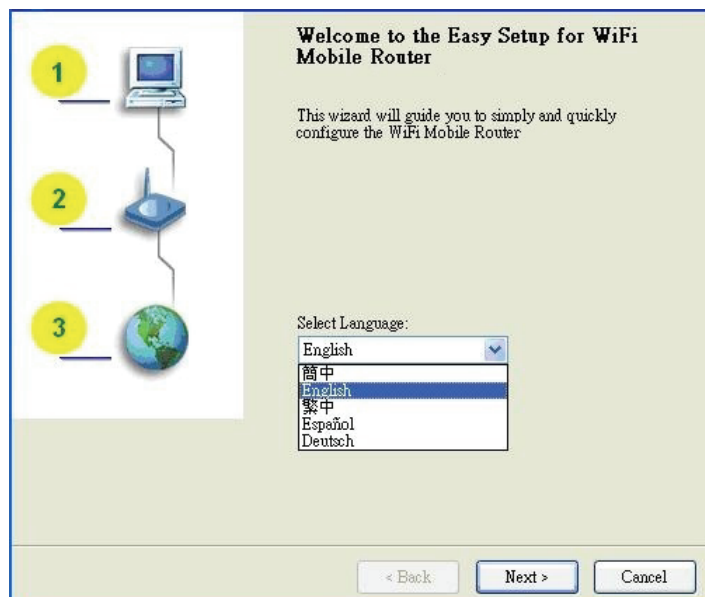 Welcome to the Easy Setup for WiFi
Mobile Router
This wizard will guide you to simply and quickly
configure the WiFi Mobile Router
1
2
3
Select Language:
English
簡中
English
繁中
Español
Deutsch
< Back
Next >
Cancel